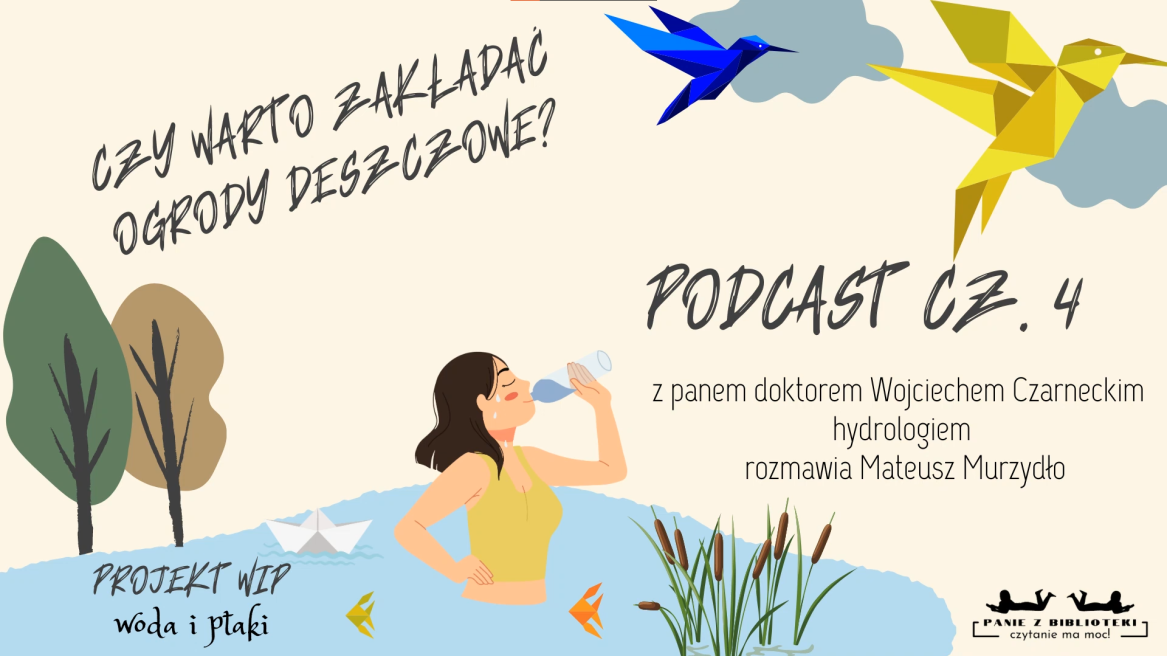 CZY WARTO ZAKŁADAĆ
OGRODY DESZCZOWE?
PODCAST CZ. 4
z panem doktorem Wojciechem Czarneckim
hydrologiem
rozmawia Mateusz Murzydło
PROJEKT WIP
woda i ptaki
PANIE Z BIBLIOTEKI
czytanie ma moc!